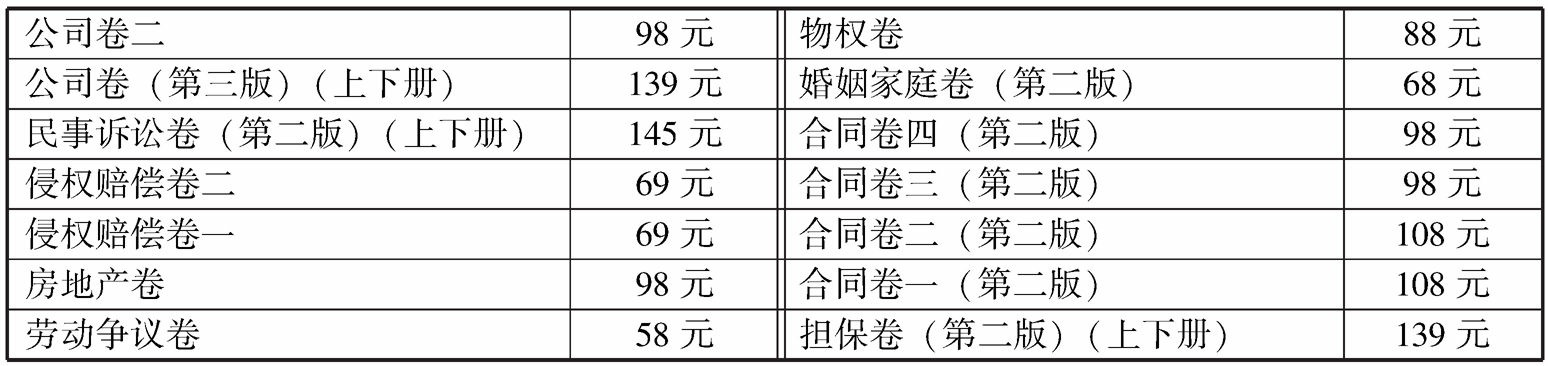 公司卷二 98 元 物权卷 88 元
公司卷（第三版）（上下册） 139 元 婚姻家庭卷（第二版） 68 元
民事诉讼卷（第二版）（上下册） 145 元 合同卷四（第二版） 98 元
侵权赔偿卷二 69 元 合同卷三（第二版） 98 元
侵权赔偿卷一 69 元 合同卷二（第二版） 108 元
房地产卷 98 元 合同卷一（第二版） 108 元
劳动争议卷 58 元 担保卷（第二版）（上下册） 139 元